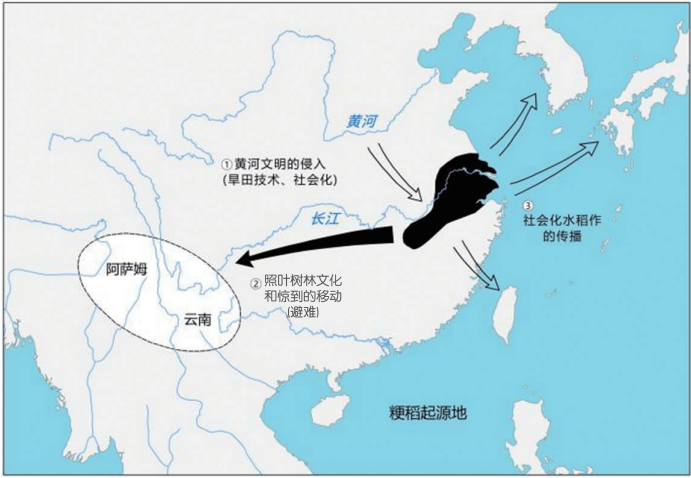 黄河
①黄河文明的侵入
(旱田技术、社会化)
长江
③
社会化水稻作
的传播
阿萨姆
②照叶树林文化
和惊到的移动
(避难)
云南
粳稻起源地